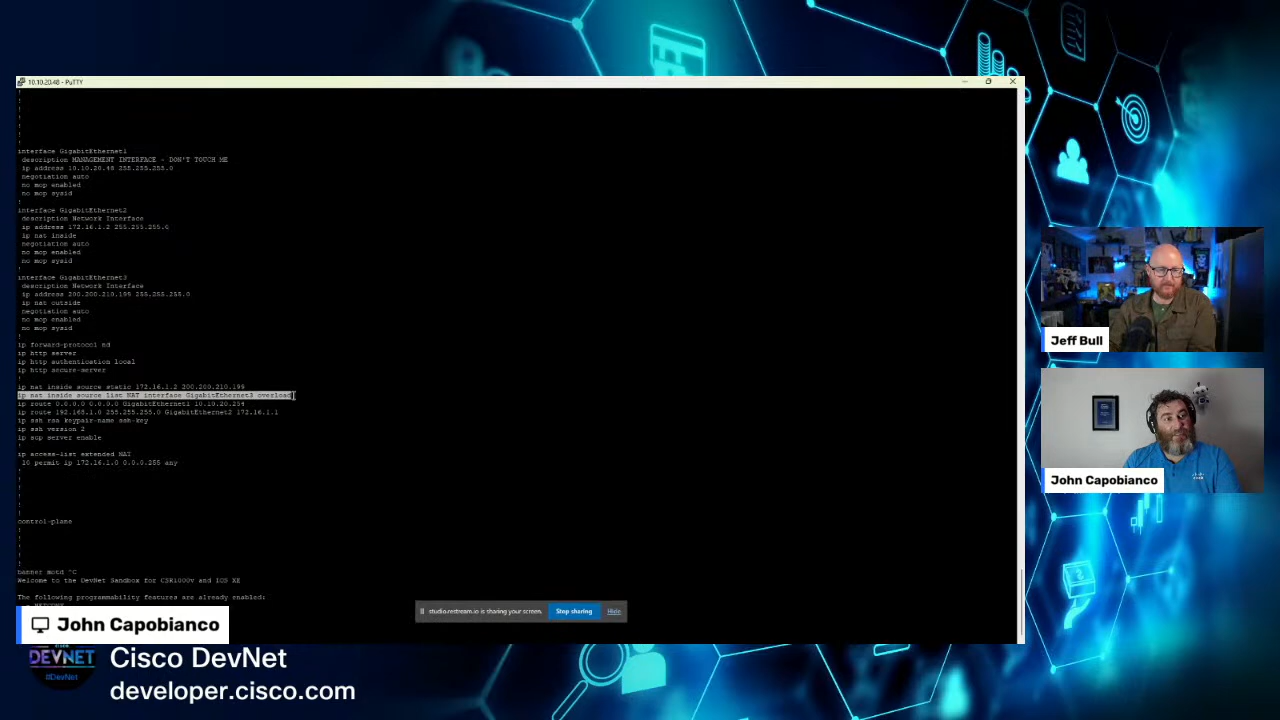 10.10.20.48 - PuTTY
!
!
!
!
!
!
!
interface GigabitEthernet1
description MANAGEMENT INTERFACE - DON'T TOUCH ME
ip address 10.10.20.48 255.255.255.0
negotiation auto
no mop enabled
no mop sysid
!
interface GigabitEthernet2
description Network Interface
ip address 172.16.1.2 255.255.255.0
ip nat inside
negotiation auto
no mop enabled
no mop sysid
!
interface GigabitEthernet3
description Network Interface
ip address 200.200.210.199 255.255.255.0
ip nat outside
negotiation auto
no mop enabled
no mop sysid
!
ip forward-protocol nd
ip http server
ip http authentication local
ip http secure-server
!
ip nat inside source static 172.16.1.2 200.200.210.199
ip nat inside source list NAT interface GigabitEthernet3 overload
ip route 0.0.0.0 0.0.0.0 GigabitEthernet1 10.10.20.254
ip route 192.168.1.0 255.255.255.0 GigabitEthernet2 172.16.1.1
ip ssh rsa keypair-name ssh-key
ip ssh version 2
ip scp server enable
!
ip access-list extended NAT
10 permit ip 172.16.1.0 0.0.0.255 any
!
!
!
!
!
!
control-plane
!
!
!
!
!
banner motd ^C
Welcome to the DevNet Sandbox for CSR1000v and IOS XE
The following programmability features are already enabled:
studio.restream.io is sharing your screen.
Stop sharing
Hide
John Capobianco
Jeff Bull
John Capobianco
CISCO
DEVNET
#DevNet
Cisco DevNet
developer.cisco.com